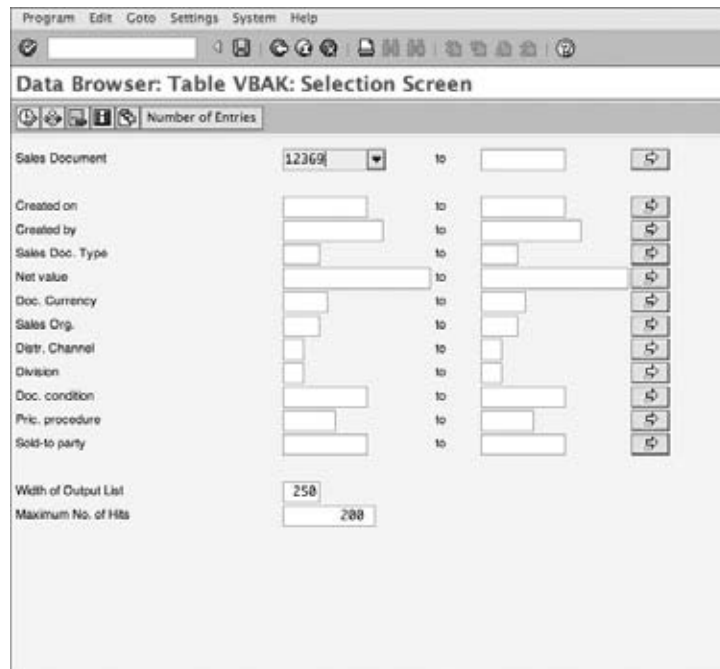 Program Edit Goto Settings System Help
Data Browser: Table VBAK: Selection Screen
Number of Entries
Sales Document 12369 to
Created on to
Created by to
Sales Doc. Type to
Net value to
Doc. Currency to
Sales Org. to
Distr. Channel to
Division to
Doc. condition to
Pric. procedure to
Sold-to party to
Width of Output List 250
Maximum No. of Hits 200